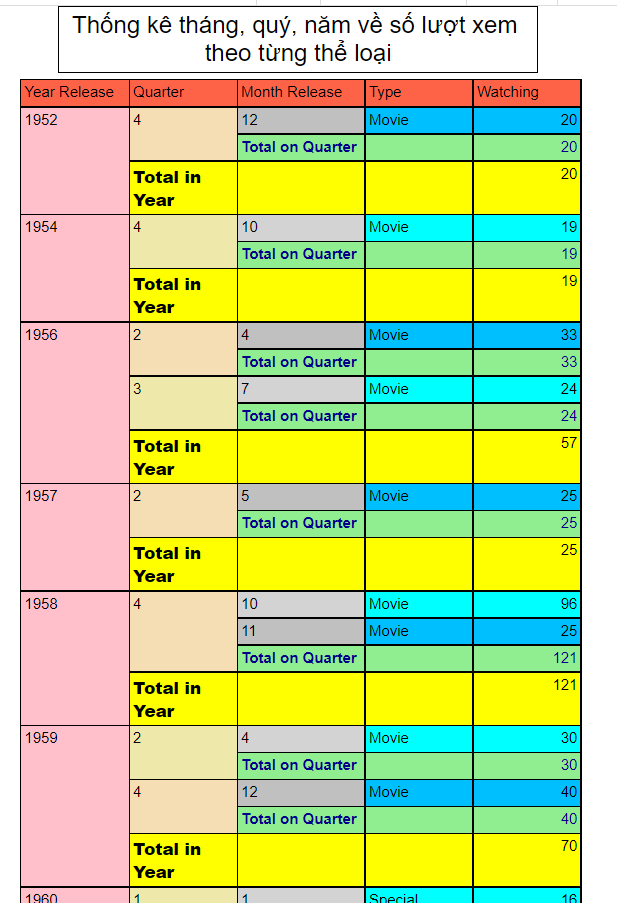 Thống kê tháng, quý, năm về số lượt xem
theo từng thể loại
Year Release Quarter Month Release Type Watching
1952 4 12 Movie 20
Total on Quarter 20
Total in Year 20
1954 4 10 Movie 19
Total on Quarter 19
Total in Year 19
1956 2 4 Movie 33
Total on Quarter 33
3 7 Movie 24
Total on Quarter 24
Total in Year 57
1957 2 5 Movie 25
Total on Quarter 25
Total in Year 25
1958 4 10 Movie 96
11 Movie 25
Total on Quarter 121
Total in Year 121
1959 2 4 Movie 30
Total on Quarter 30
4 12 Movie 40
Total on Quarter 40
Total in Year 70
1960 1 1 Special 16